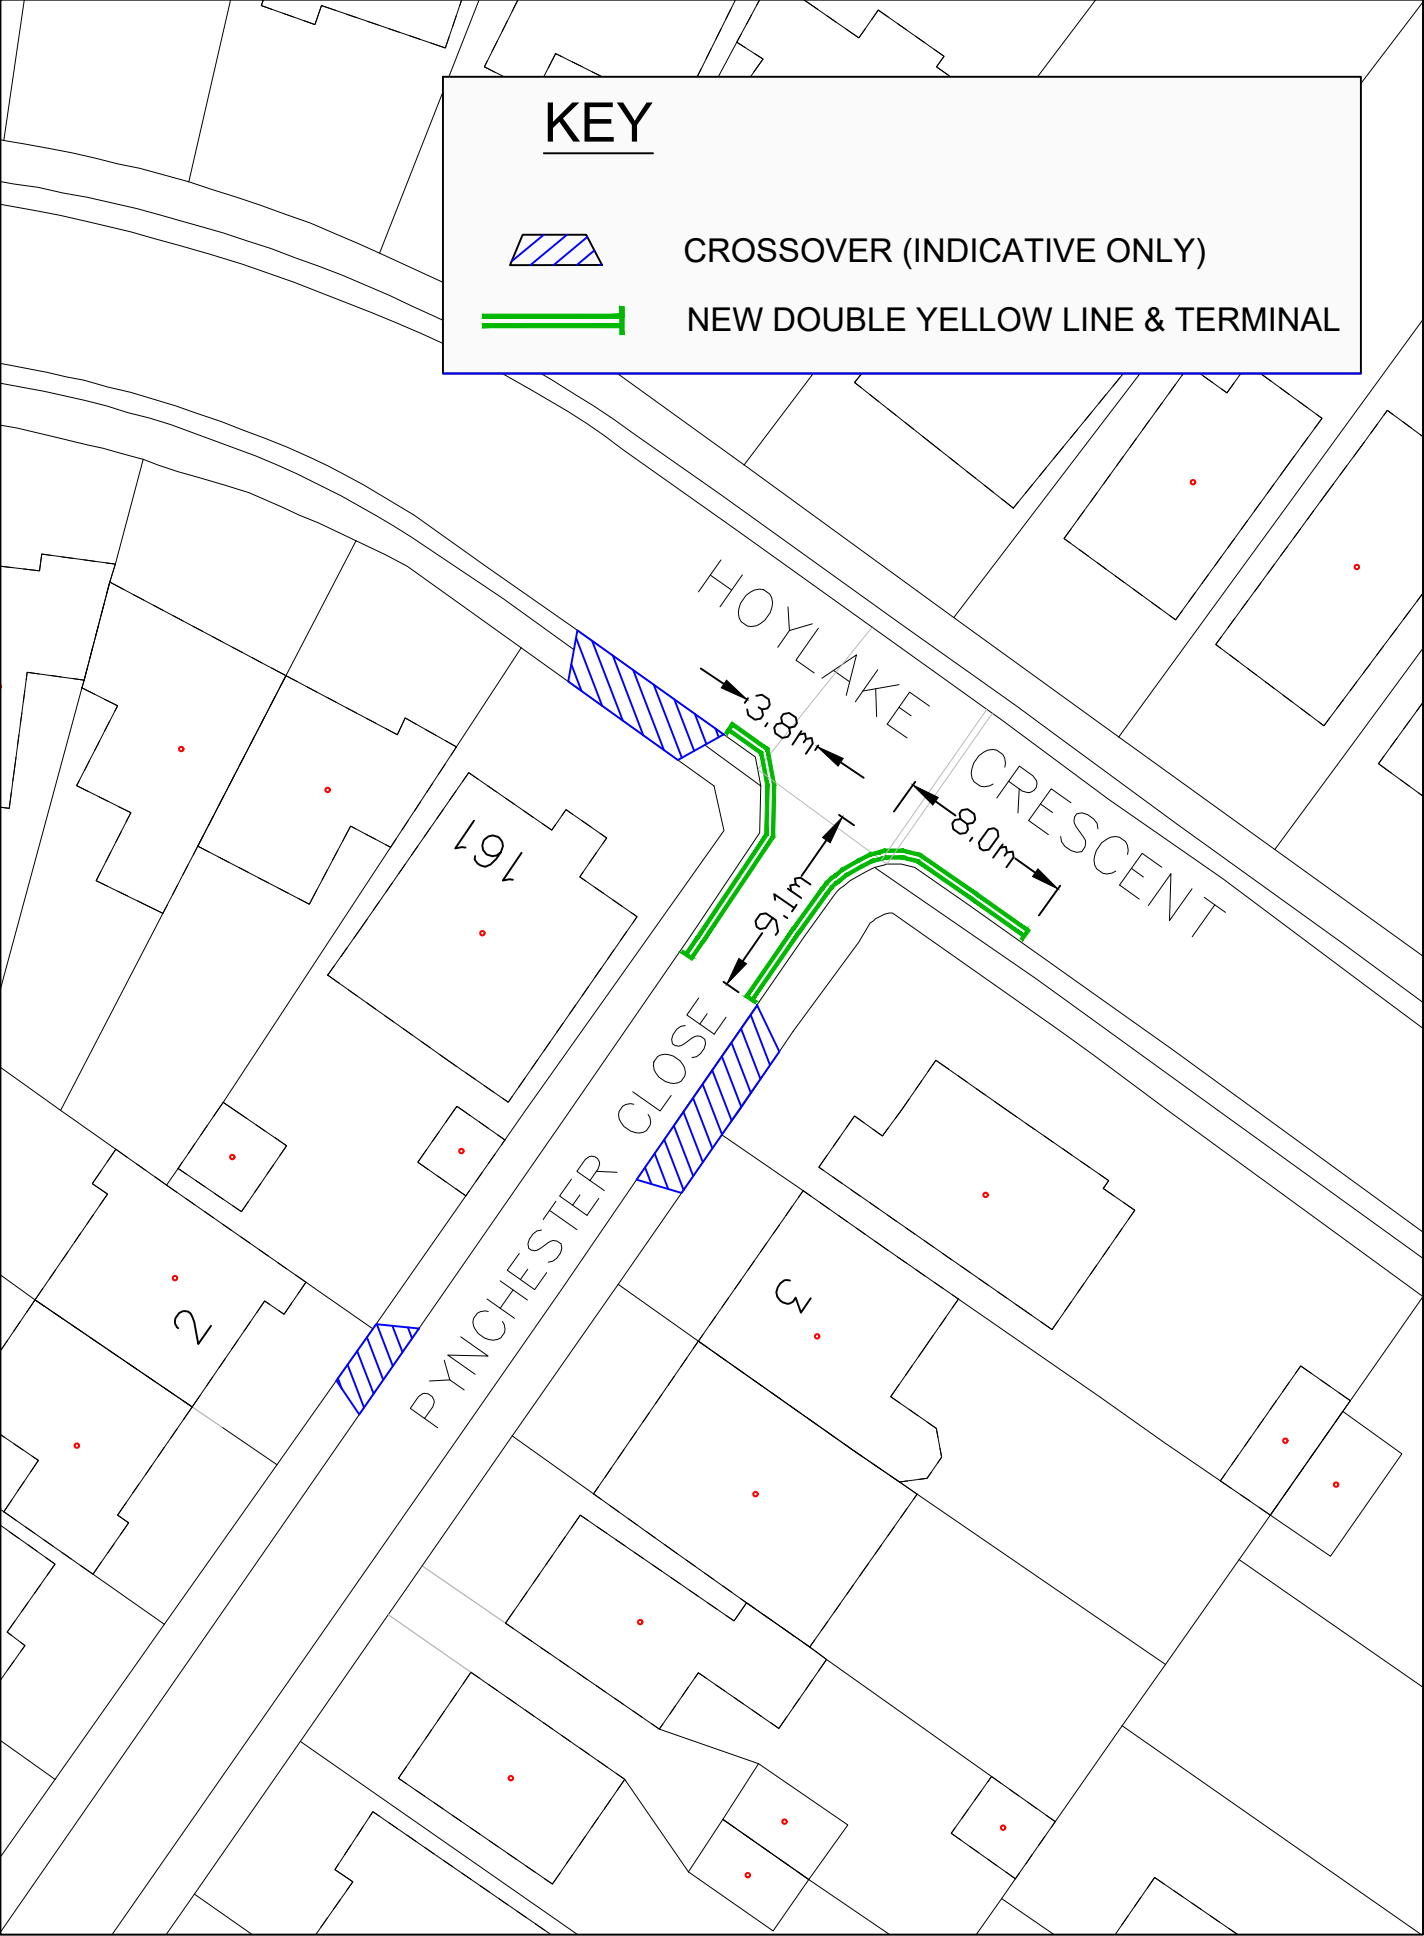 KEY
CROSSOVER (INDICATIVE ONLY)
NEW DOUBLE YELLOW LINE & TERMINAL
HOYLAKE CRESCENT
3.8m
8.0m
9.1m
161
PYNCHESTER CLOSE
3
2